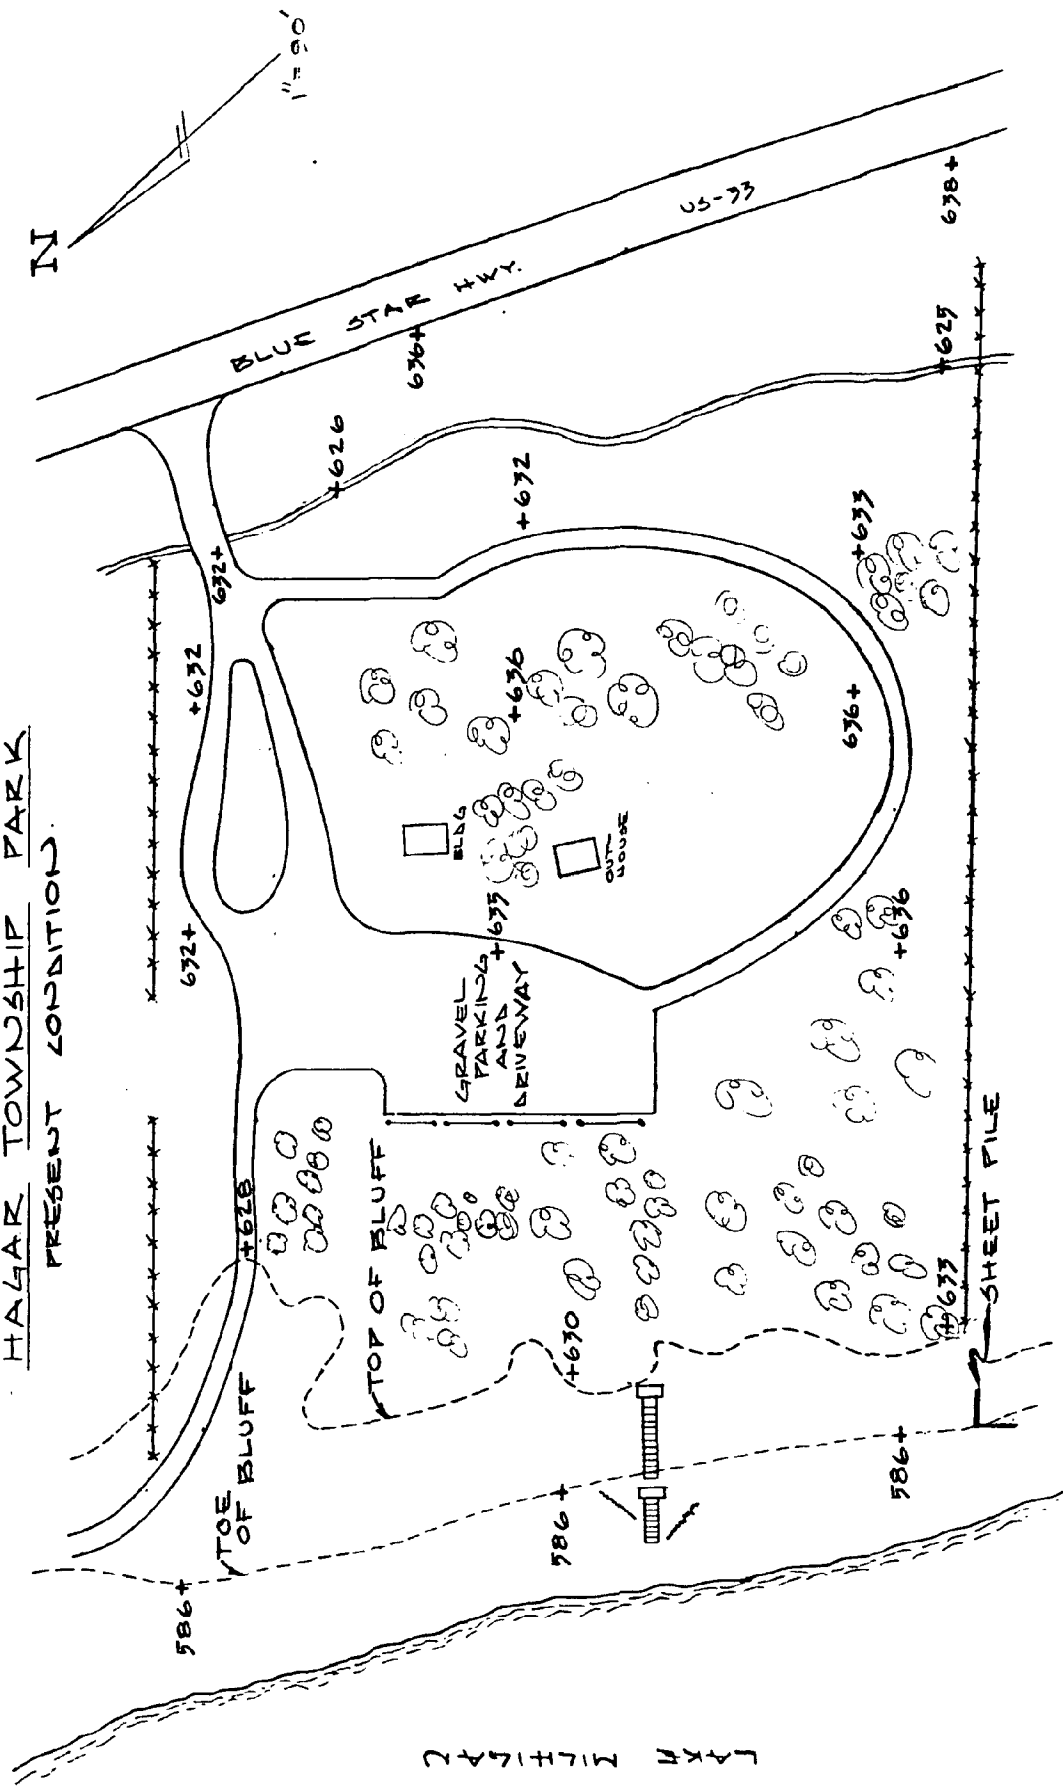 HAGAR TOWNSHIP PARK
PRESENT CONDITION.
N
1"=90'
BLUE STAR HWY.
US-33
638+
636+
+625
+626
+632
+633
632+
+632
632+
+636
636+
BLDG
OUT-
HOUSE
+635
+636
GRAVEL
PARKING
AND
DRIVEWAY
+628
TOP OF BLUFF
+630
+633
SHEET PILE
TOE
OF BLUFF
586+
586+
586+
LAKE MICHIGAN